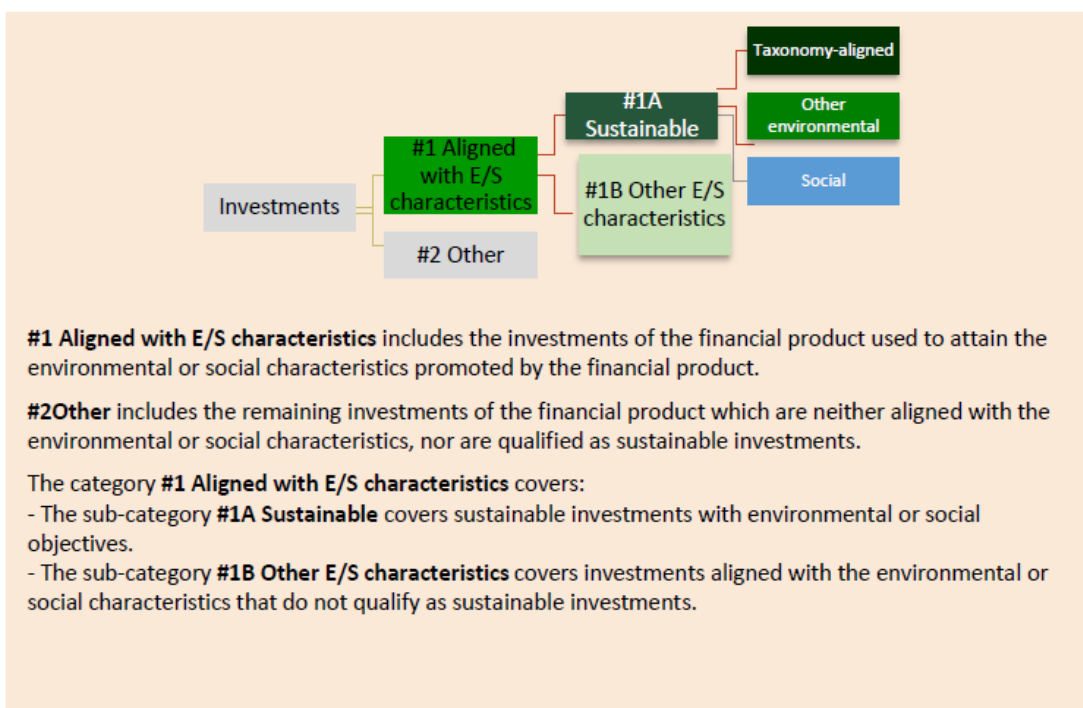 Taxonomy-aligned
#1A
Sustainable
Other
environmental
#1 Aligned
with E/S
characteristics
Investments
#1B Other E/S
characteristics
Social
#2 Other
#1 Aligned with E/S characteristics includes the investments of the financial product used to attain the
environmental or social characteristics promoted by the financial product.
#2Other includes the remaining investments of the financial product which are neither aligned with the
environmental or social characteristics, nor are qualified as sustainable investments.
The category #1 Aligned with E/S characteristics covers:
- The sub-category #1A Sustainable covers sustainable investments with environmental or social
objectives.
- The sub-category #1B Other E/S characteristics covers investments aligned with the environmental or
social characteristics that do not qualify as sustainable investments.